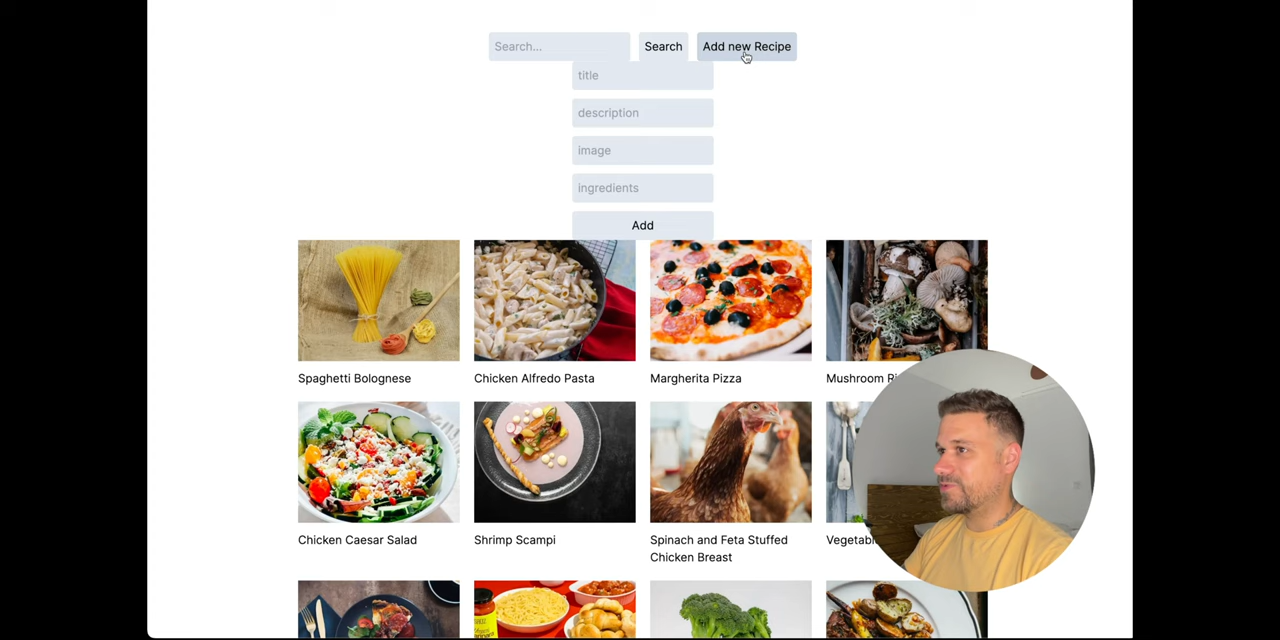 Search...
Search
Add new Recipe
title
description
image
ingredients
Add
Spaghetti Bolognese
Chicken Alfredo Pasta
Margherita Pizza
Mushroom
Chicken Caesar Salad
Shrimp Scampi
Spinach and Feta Stuffed
Chicken Breast